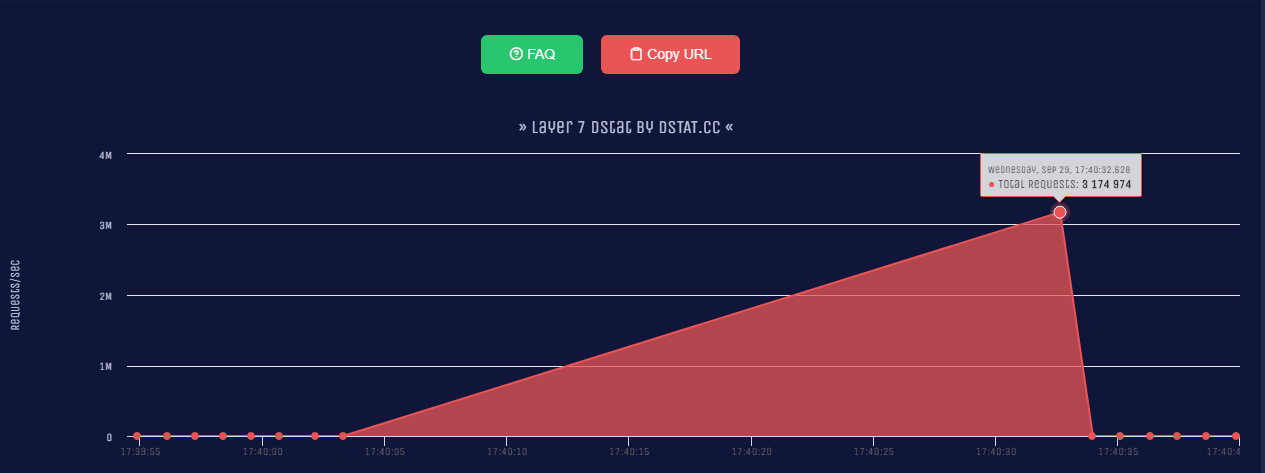 FAQ
Copy URL
» Layer 7 DStat BY DSTAT.CC «
4M
Wednesday, Sep 29, 17:40:32.628
● Total Requests: 3 174 974
3M
Requests/sec
2M
1M
0
17:39:55 17:40:00 17:40:05 17:40:10 17:40:15 17:40:20 17:40:25 17:40:30 17:40:35 17:40:4